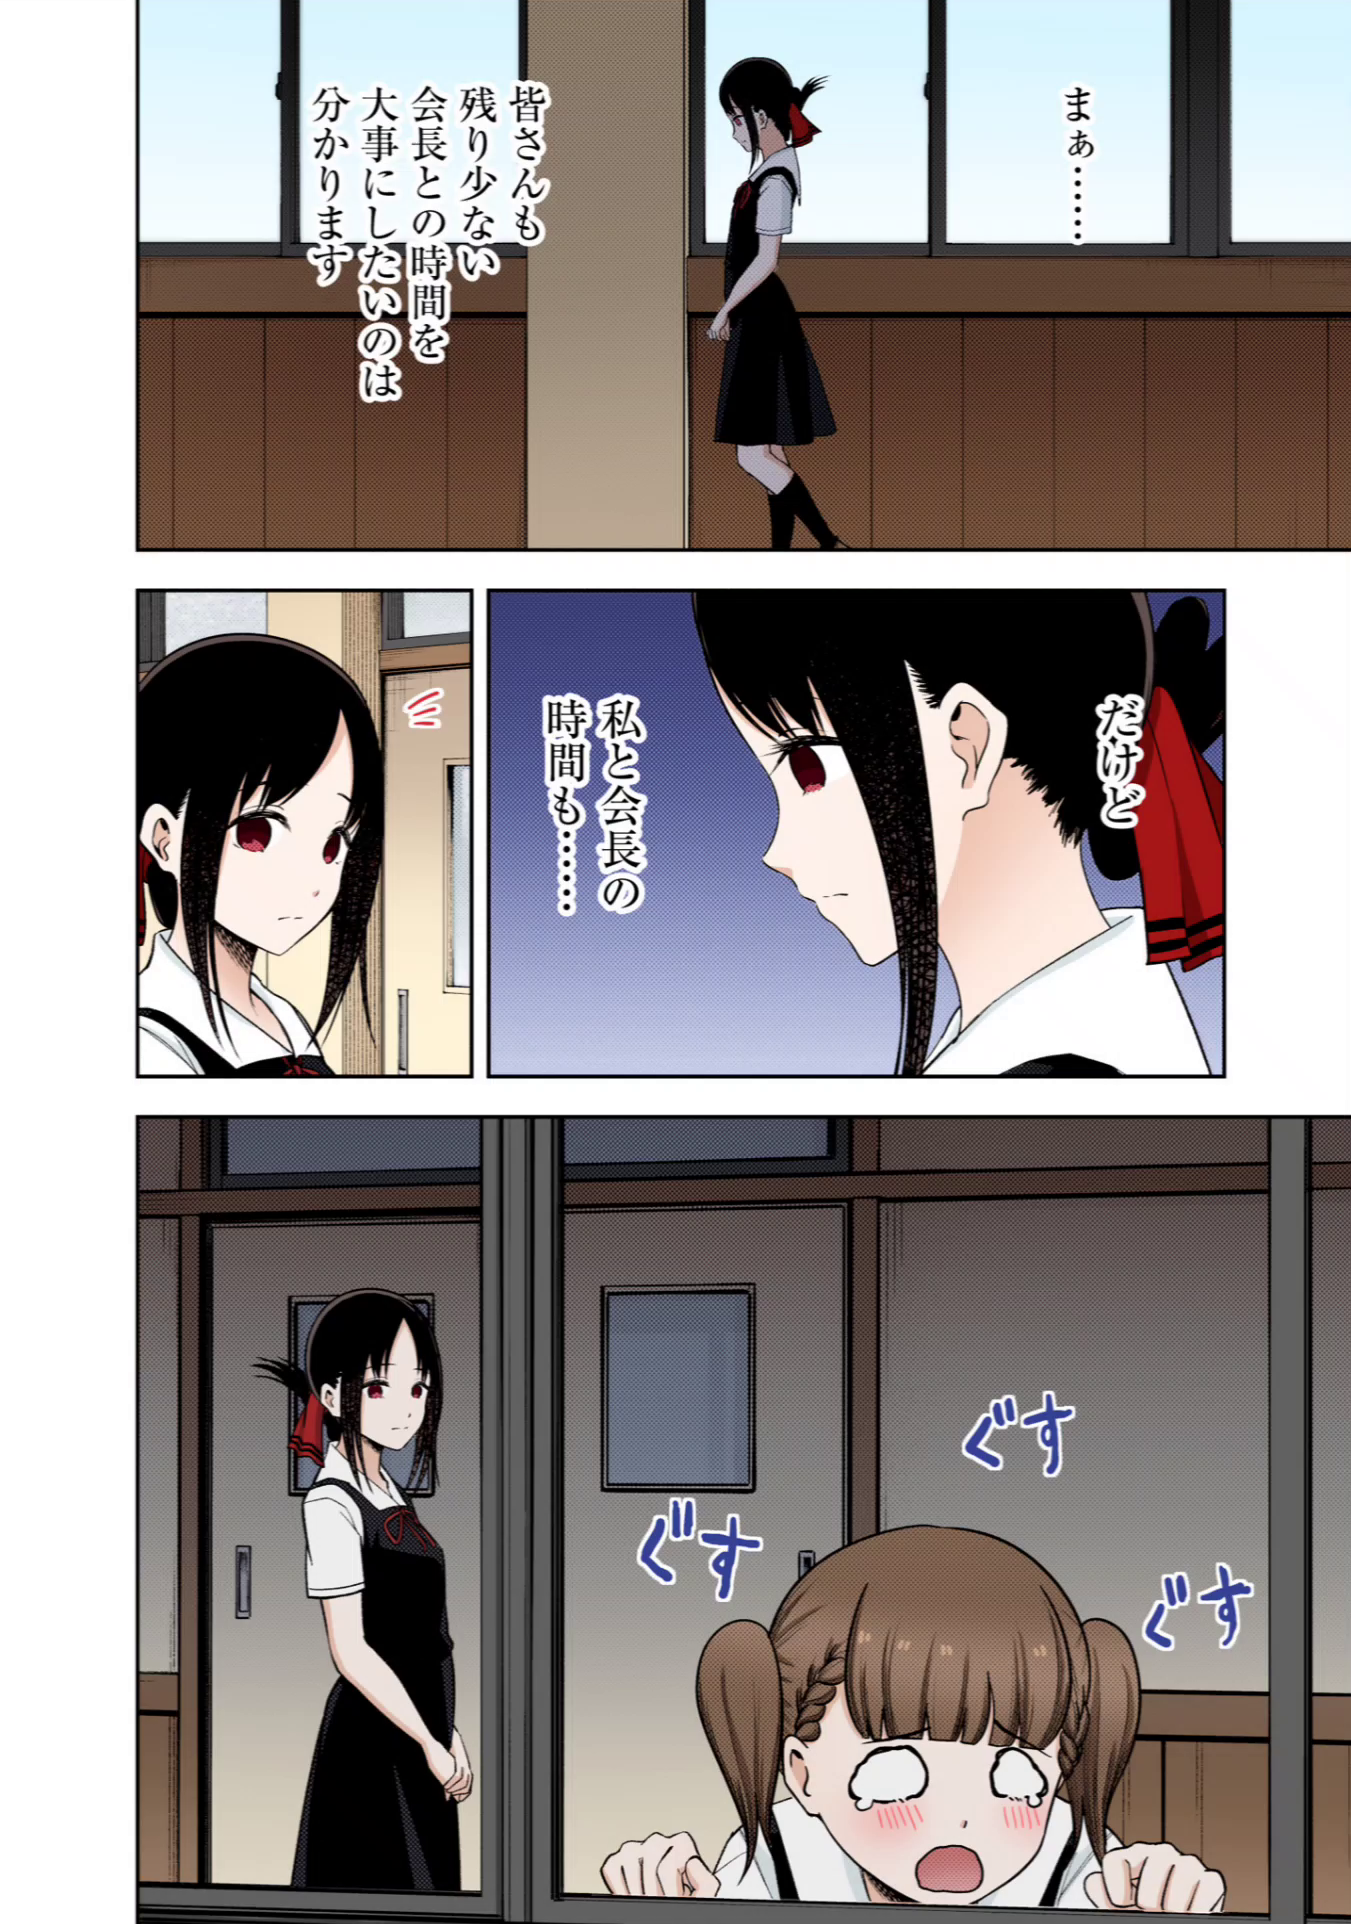 まぁ……
皆さんも
残り少ない
会長との時間を
大事にしたいのは
分かります
だけど
私と会長の
時間も……
ぐす
ぐす
ぐす